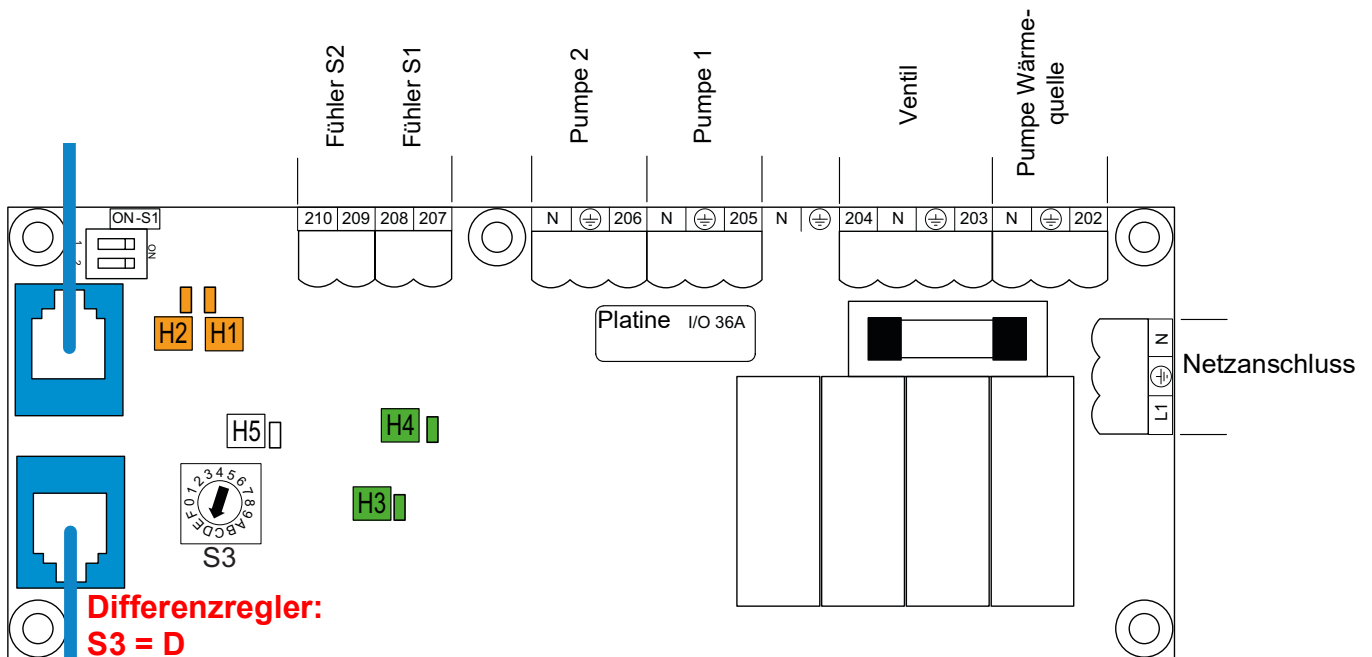 Fühler S2
Fühler S1
Pumpe 2
Pumpe 1
Ventil
Pumpe Wärme-
quelle
ON-S1
210 209 208 207
N 206 N 205 N 204 N 203 N 202
1
2
ON
H2
H1
Platine I/O 36A
N
L1
Netzanschluss
H5
H4
H3
0123456789ABCDEF
S3
Differenzregler:
S3 = D